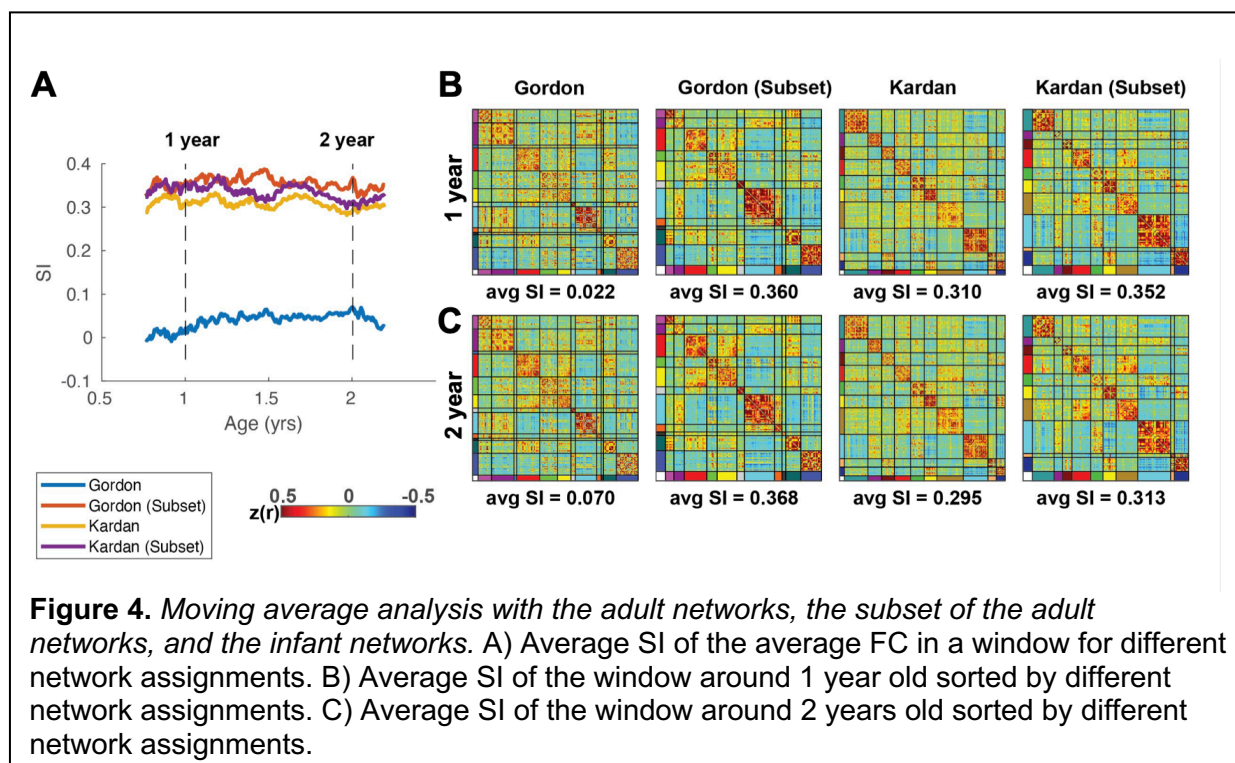 A
1 year
2 year
0.4
0.3
0.2
0.1
0
-0.1
SI
0.5
1
1.5
2
Age (yrs)
Gordon
Gordon (Subset)
Kardan
Kardan (Subset)
0.5
0
-0.5
z(r)
B
Gordon
Gordon (Subset)
Kardan
Kardan (Subset)
1 year
avg SI = 0.022
avg SI = 0.360
avg SI = 0.310
avg SI = 0.352
C
2 year
avg SI = 0.070
avg SI = 0.368
avg SI = 0.295
avg SI = 0.313
Figure 4. Moving average analysis with the adult networks, the subset of the adult
networks, and the infant networks. A) Average SI of the average FC in a window for different
network assignments. B) Average SI of the window around 1 year old sorted by different
network assignments. C) Average SI of the window around 2 years old sorted by different
network assignments.